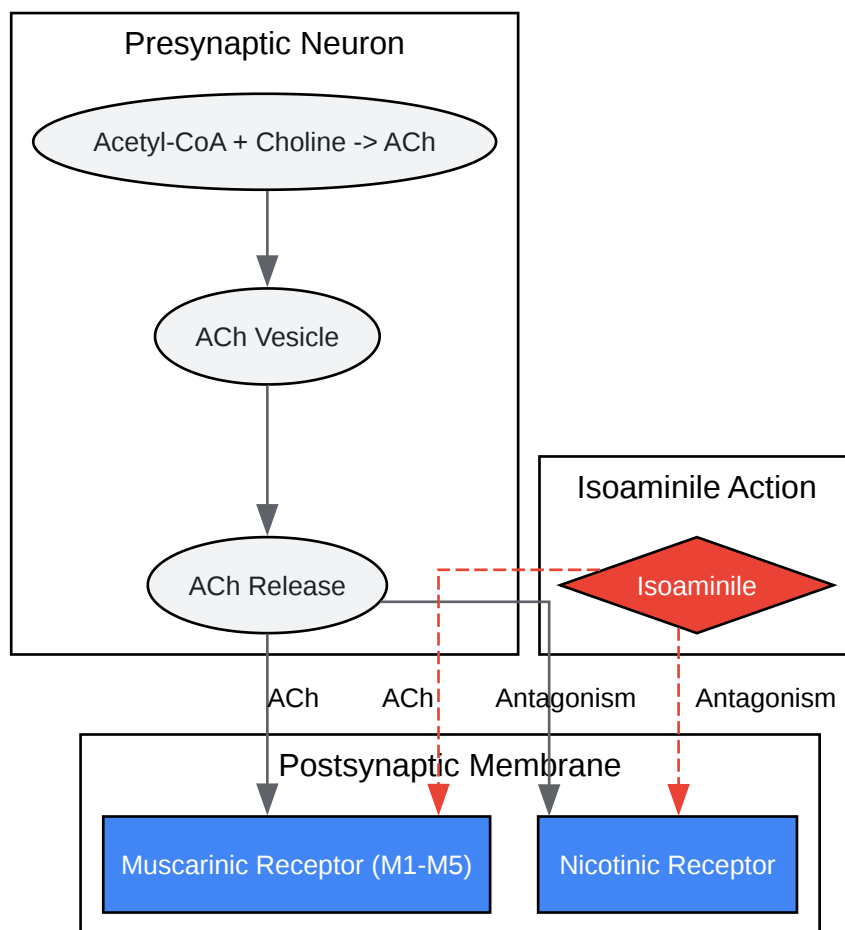 Presynaptic Neuron
Acetyl-CoA + Choline -> ACh
ACh Vesicle
Isoaminile Action
ACh Release
Isoaminile
ACh
ACh
Antagonism
Antagonism
Postsynaptic Membrane
Muscarinic Receptor (M1-M5)
Nicotinic Receptor